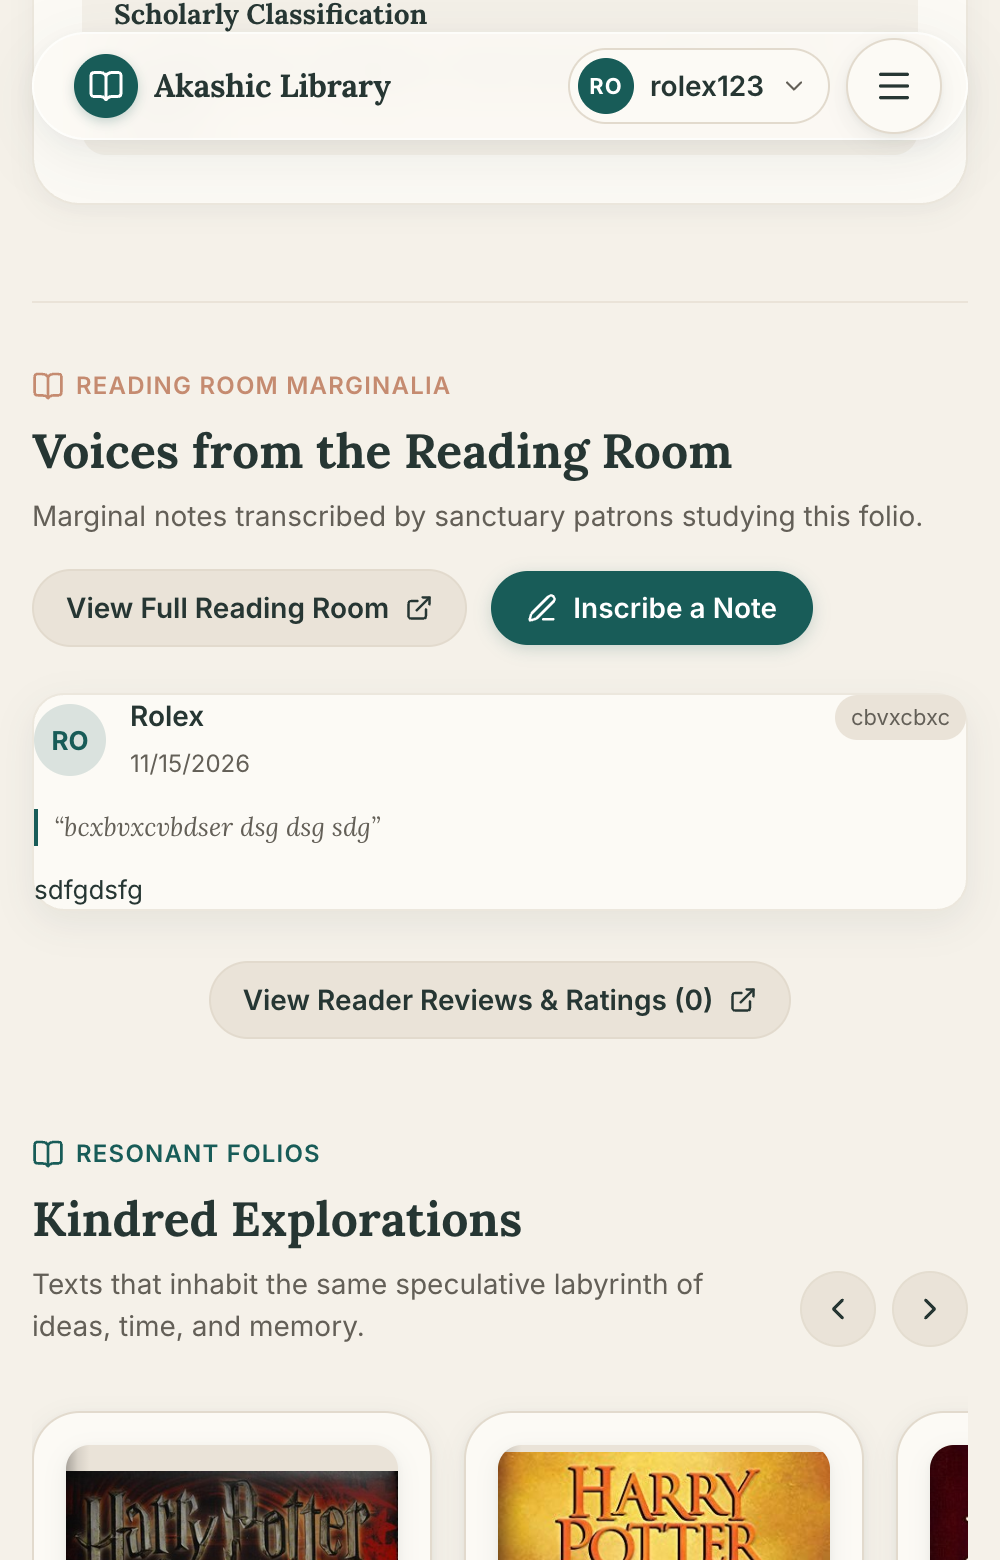 Scholarly Classification
Akashic Library
RO
rolex123
READING ROOM MARGINALIA
Voices from the Reading Room
Marginal notes transcribed by sanctuary patrons studying this folio.
View Full Reading Room
Inscribe a Note
RO
Rolex
cbvxcbxc
11/15/2026
“bcxbvxcvbdser dsg dsg sdg”
sdfgdsfg
View Reader Reviews & Ratings (0)
RESONANT FOLIOS
Kindred Explorations
Texts that inhabit the same speculative labyrinth of
ideas, time, and memory.
Harry Potter
HARRY
POTTER